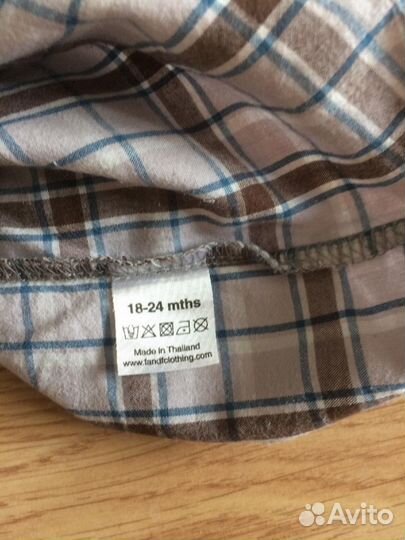 18-24 mths
Made in Thailand
www.fandfclothing.com
Avito